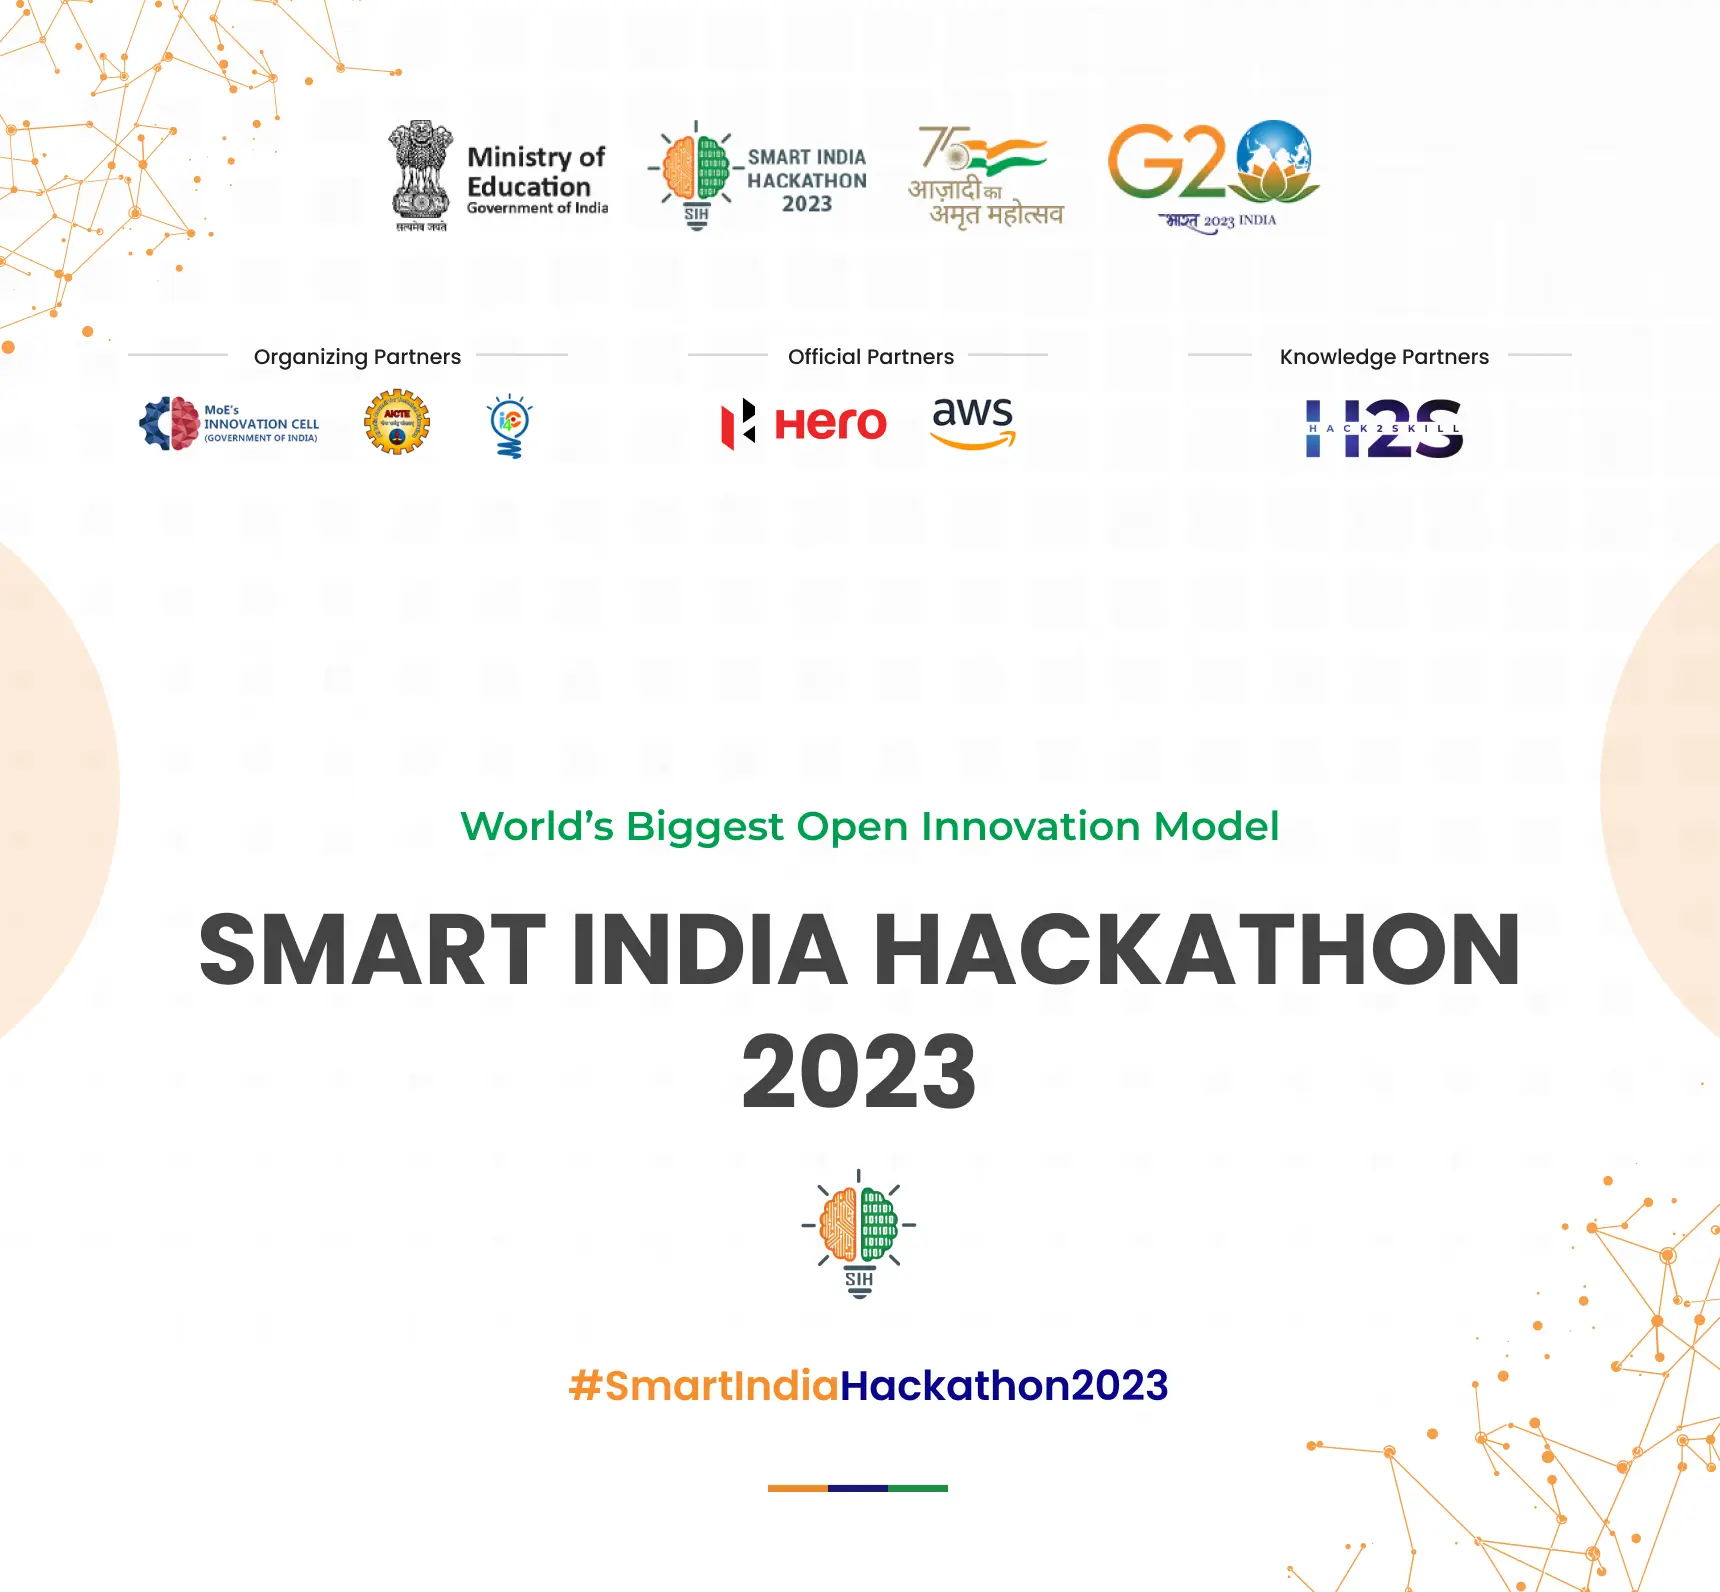 Ministry of
Education
Government of India
सत्यमेव जयते
SMART INDIA
HACKATHON
2023
SIH
75
आज़ादी का
अमृत महोत्सव
G20
भारत 2023 INDIA
Organizing Partners
Official Partners
Knowledge Partners
MoE's
INNOVATION CELL
(GOVERNMENT OF INDIA)
AICTE
i4c
Hero
aws
H2S
HACK2SKILL
World's Biggest Open Innovation Model
SMART INDIA HACKATHON
2023
SIH
#SmartIndiaHackathon2023